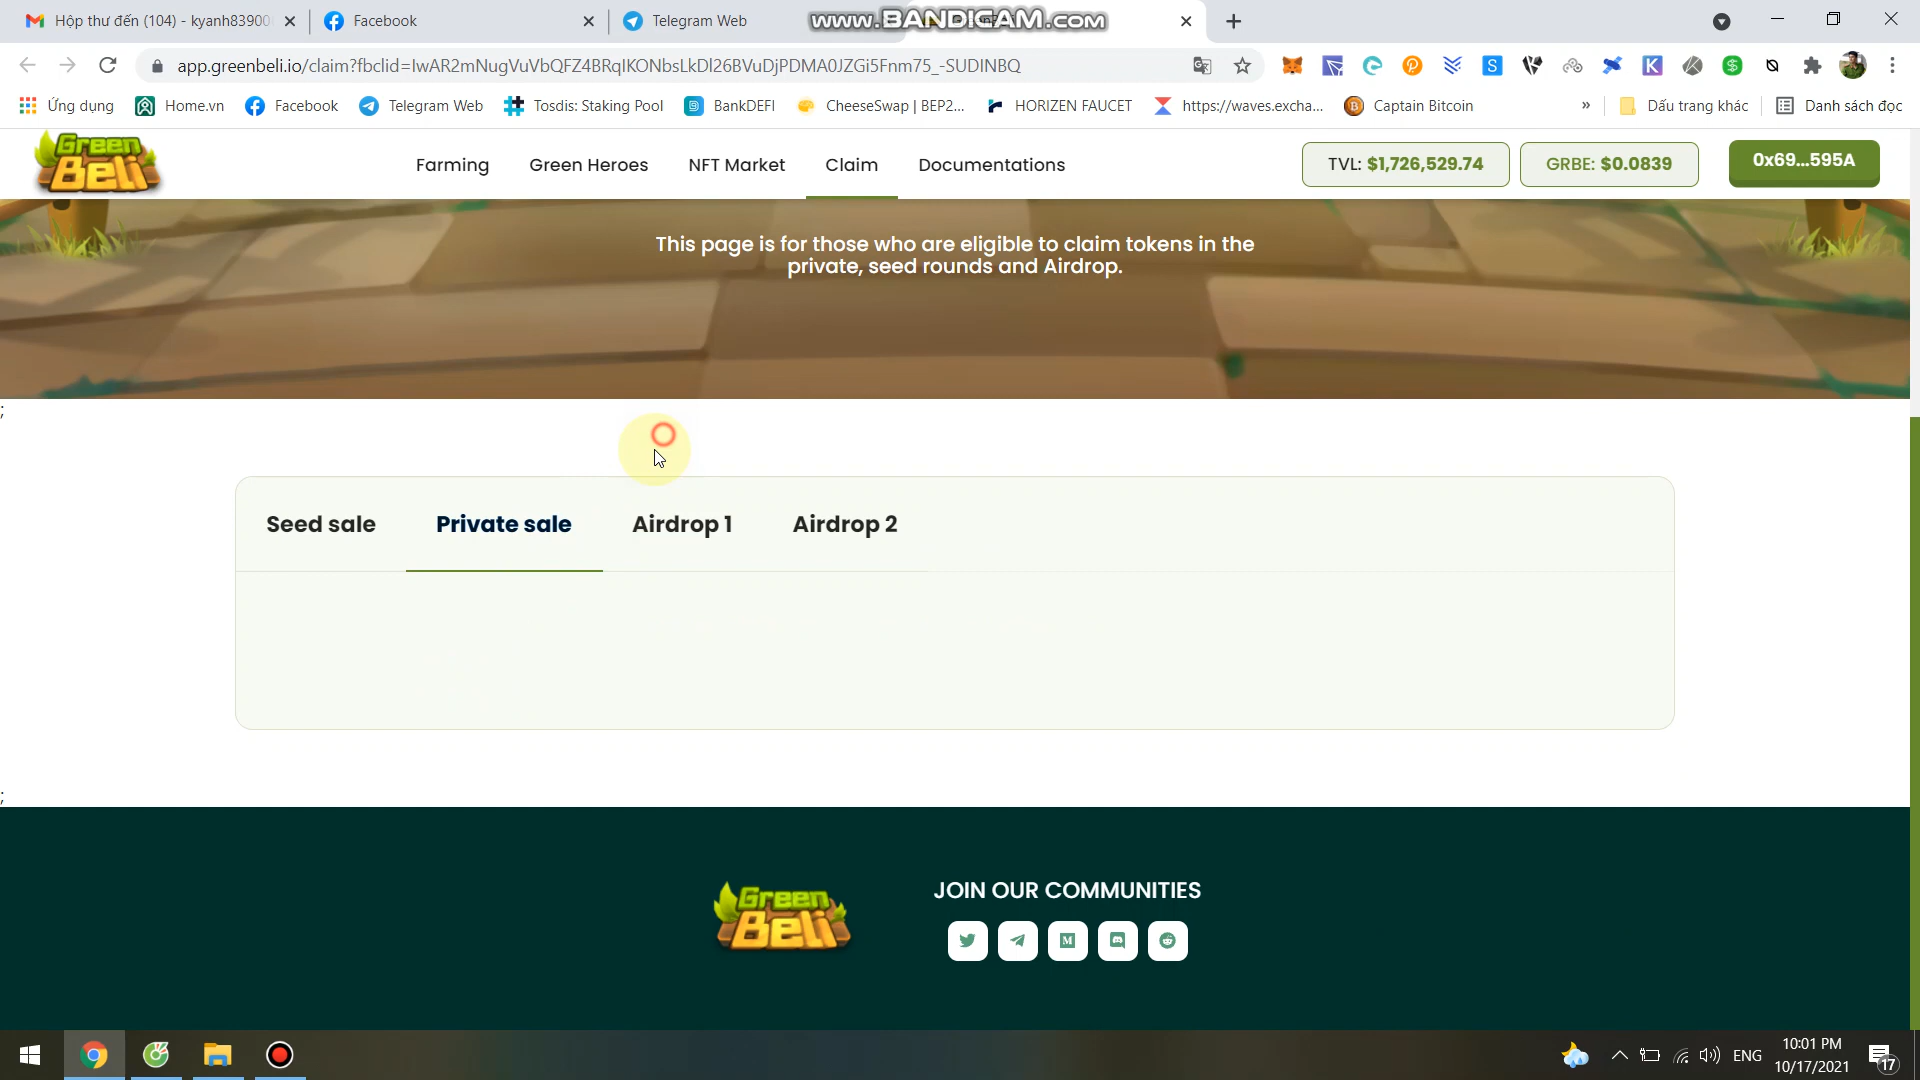 Hộp thư đến (104) - kyanh83900
Facebook
Telegram Web
www.BANDICAM.com
app.greenbeli.io/claim?fbclid=IwAR2mNugVuVbQFZ4BRqIKONbsLkDl26BVuDjPDMA0JZGi5Fnm75_-SUDINBQ
Ứng dụng
Home.vn
Facebook
Telegram Web
Tosdis: Staking Pool
BankDEFI
CheeseSwap | BEP2...
HORIZEN FAUCET
https://waves.excha...
Captain Bitcoin
»
Dấu trang khác
Danh sách đọc
Green Beli
Farming
Green Heroes
NFT Market
Claim
Documentations
TVL: $1,726,529.74
GRBE: $0.0839
0x69...595A
This page is for those who are eligible to claim tokens in the
private, seed rounds and Airdrop.
;
Seed sale
Private sale
Airdrop 1
Airdrop 2
;
Green Beli
JOIN OUR COMMUNITIES
ENG
10:01 PM
10/17/2021
17